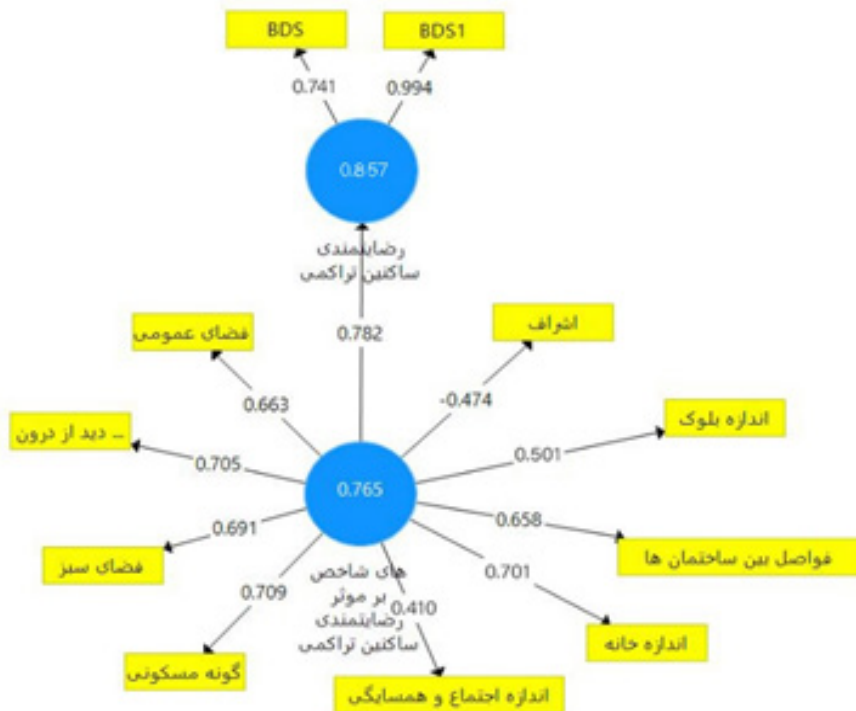 BDS
BDS1
0.741
0.994
0.857
رضایتمندی
ساکنین تراکمی
0.782
فضای عمومی
اشراف
0.663
-0.474
... دید از درون
اندازه بلوک
0.705
0.501
0.765
0.691
0.658
فضای سبز
فواصل بین ساختمان ها
0.709
0.701
های شاخص
بر موثر
رضایتمندی
ساکنین تراکمی
0.410
گونه مسکونی
اندازه خانه
اندازه اجتماع و همسایگی